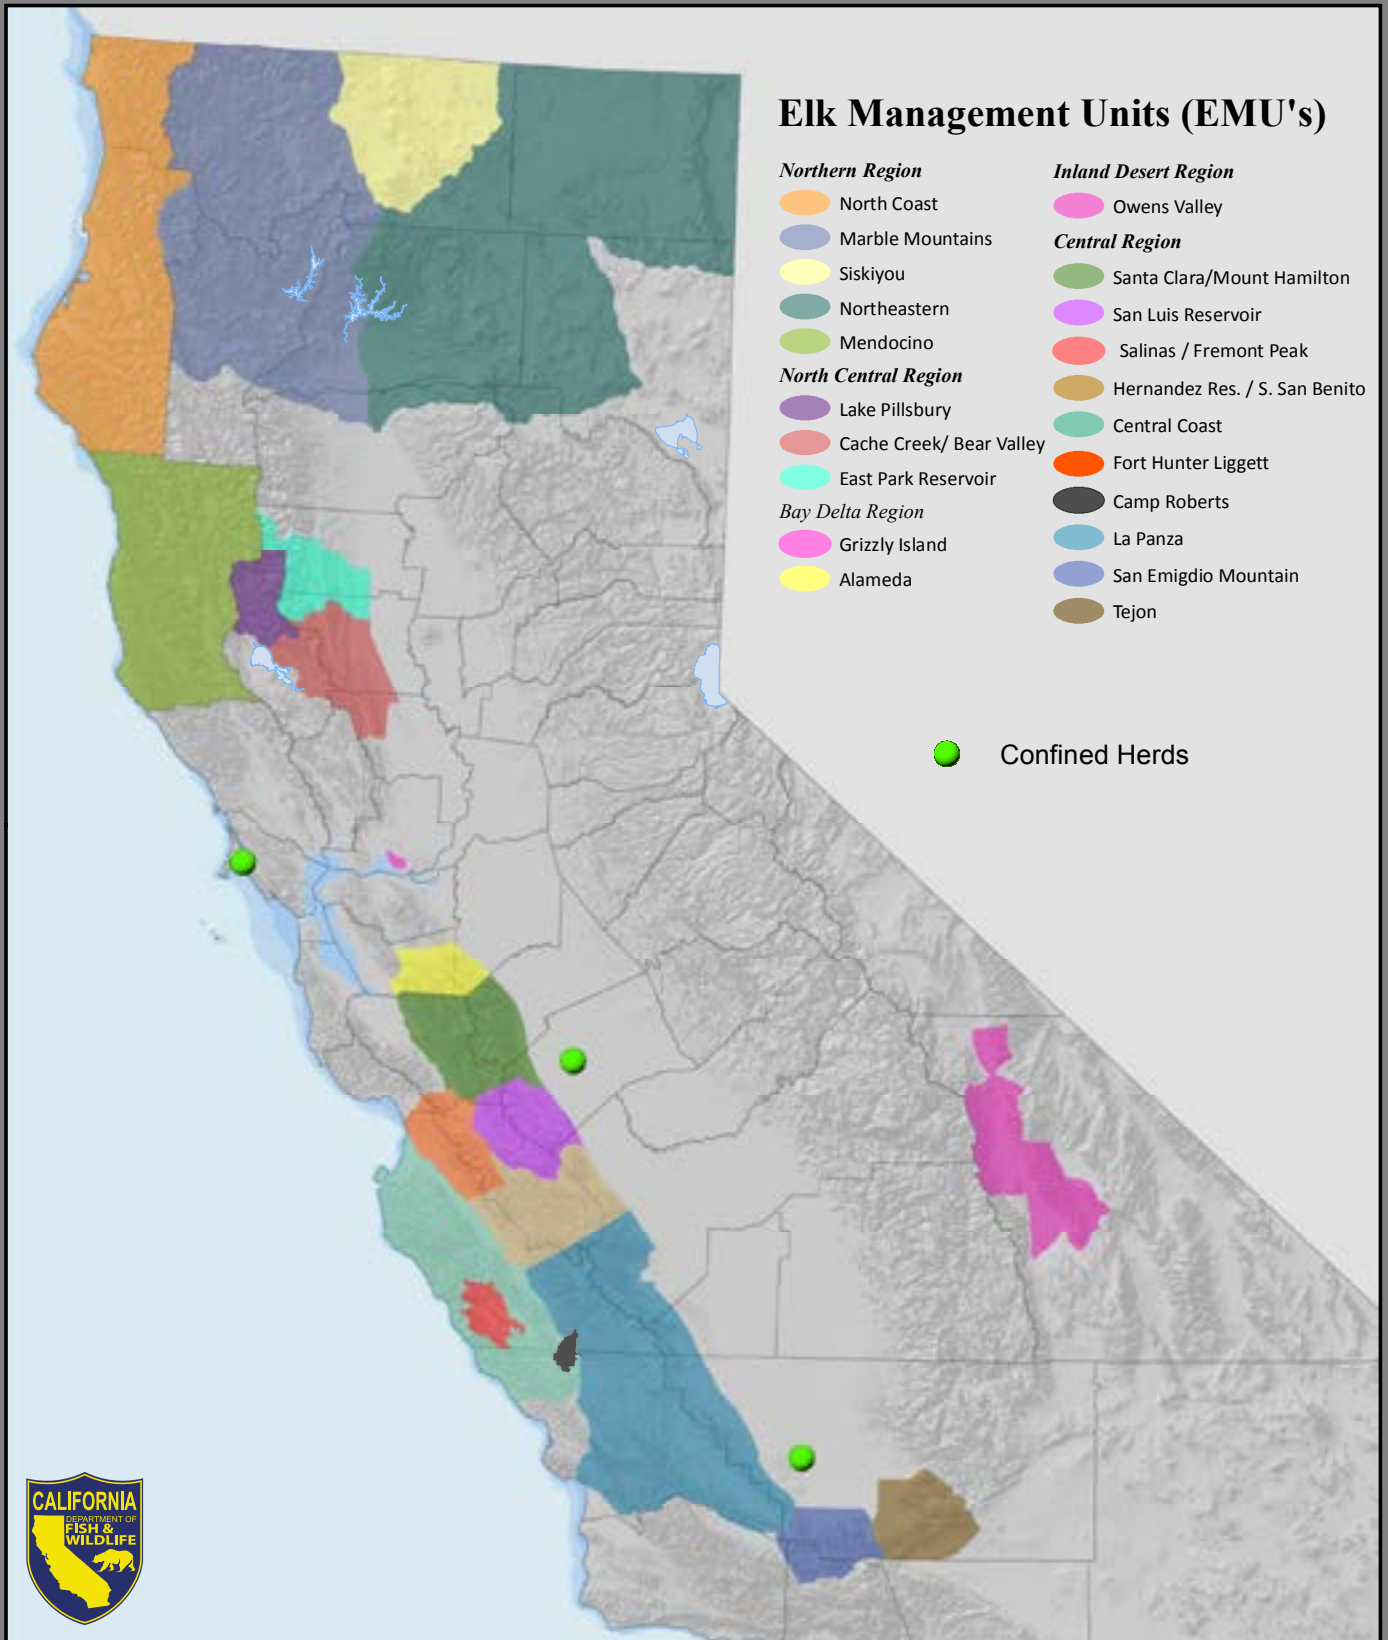 Elk Management Units (EMU's)
Northern Region
North Coast
Marble Mountains
Siskiyou
Northeastern
Mendocino
North Central Region
Lake Pillsbury
Cache Creek/ Bear Valley
East Park Reservoir
Bay Delta Region
Grizzly Island
Alameda
Inland Desert Region
Owens Valley
Central Region
Santa Clara/Mount Hamilton
San Luis Reservoir
Salinas / Fremont Peak
Hernandez Res. / S. San Benito
Central Coast
Fort Hunter Liggett
Camp Roberts
La Panza
San Emigdio Mountain
Tejon
Confined Herds
CALIFORNIA
DEPARTMENT OF
FISH &
WILDLIFE